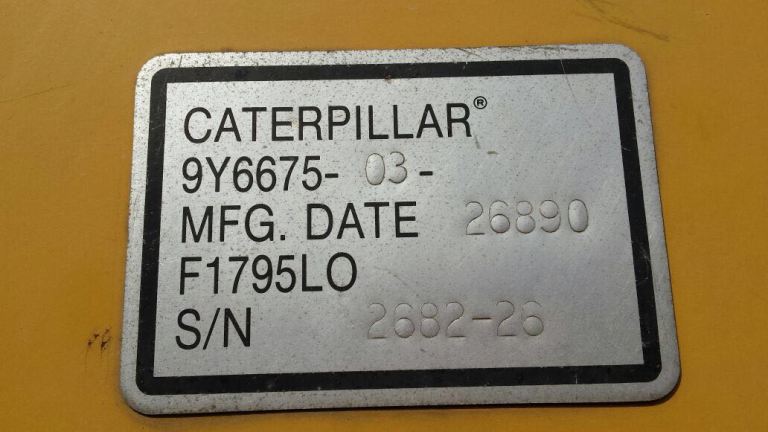 CATERPILLAR®
9Y6675- 03 -
MFG. DATE 26890
F1795LO
S/N 2682-26